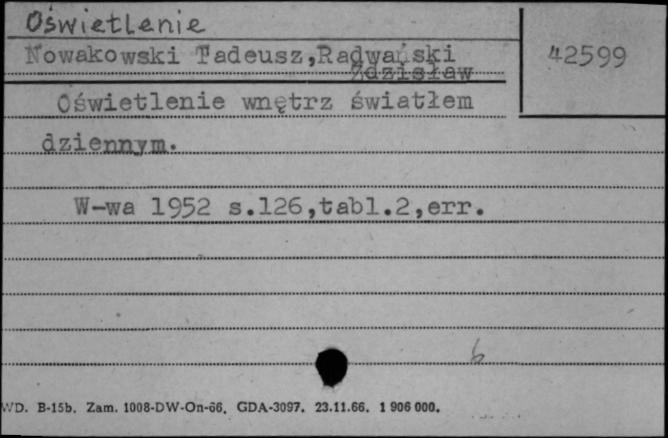 Oświetlenie
Nowakowski Tadeusz,Radwański
Zdzisław
42599
Oświetlenie wnętrz światłem
dziennym.
W-wa 1952 s.126,tabl.2,err.
b
WD. B-15b. Zam. 1008-DW-On-66. GDA-3097. 23.11.66. 1 906 000.